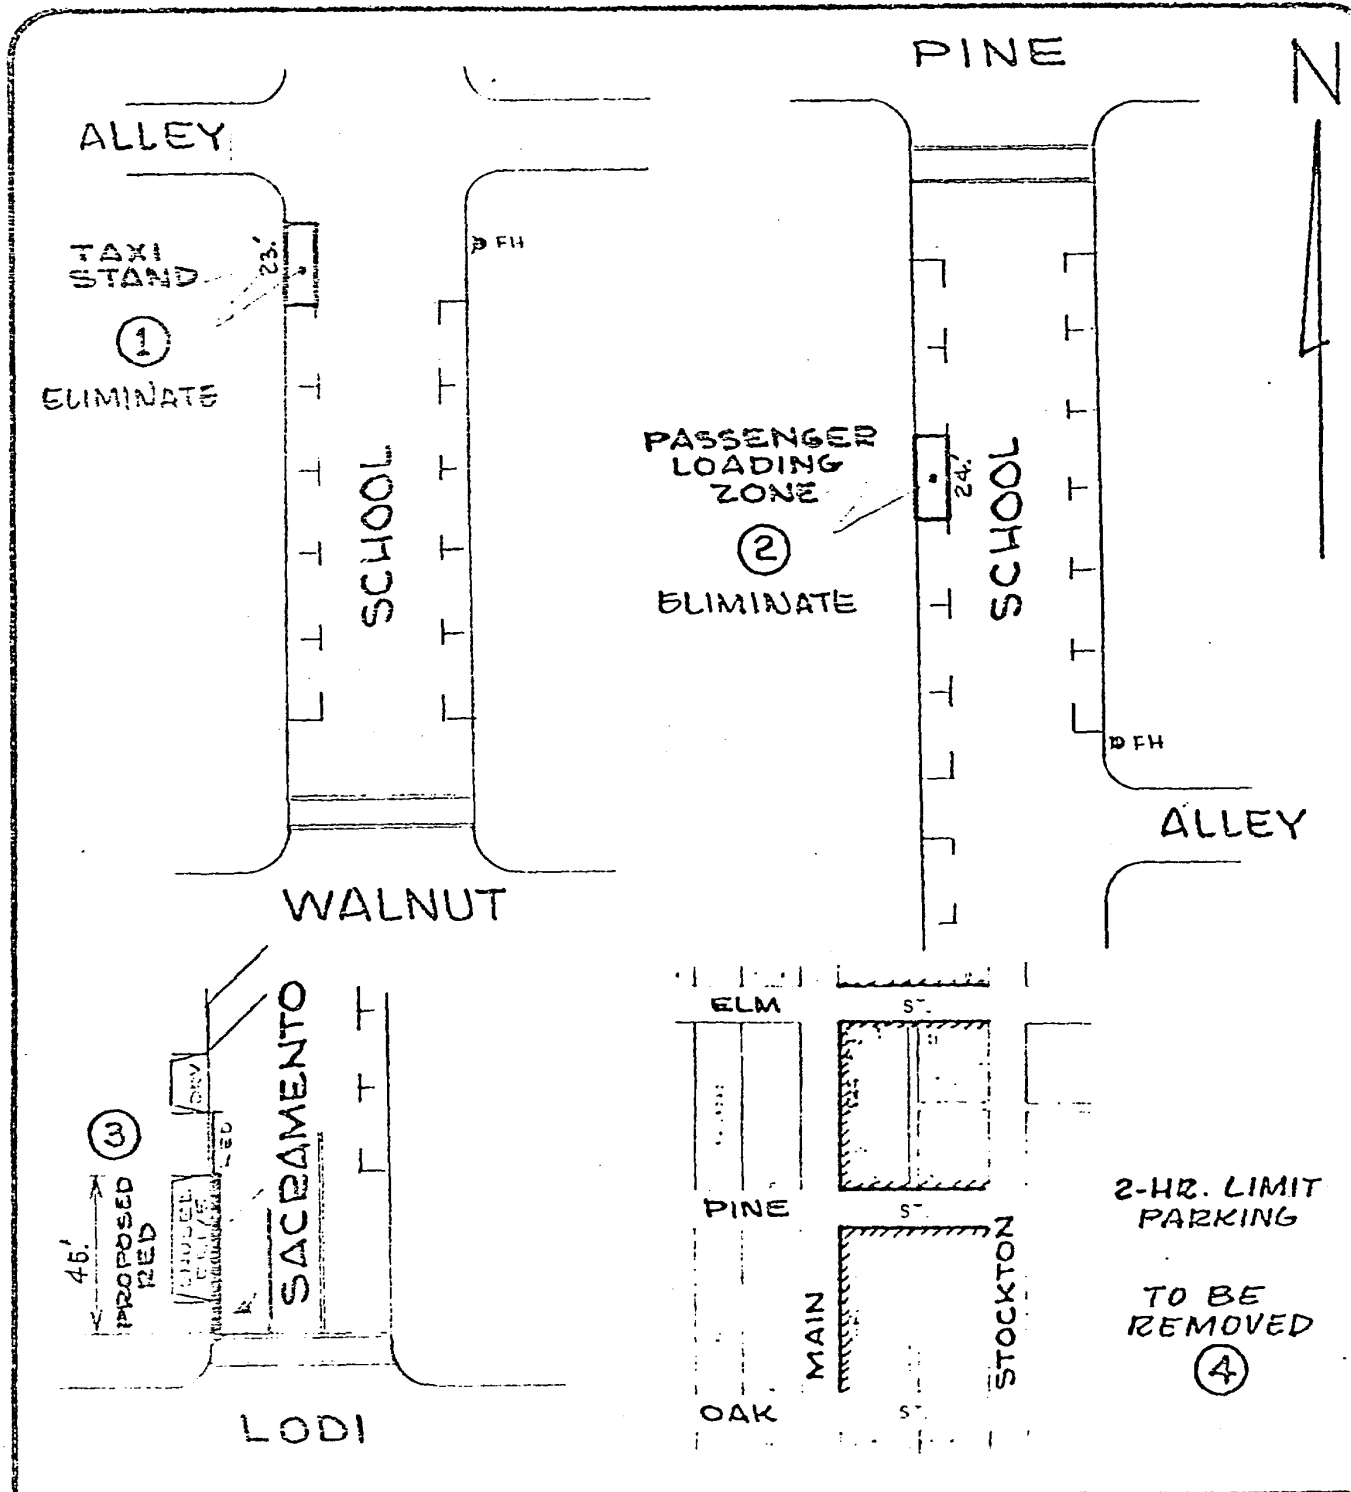 PINE
N
ALLEY
TAXI
STAND
23'
1
ELIMINATE
FH
SCHOOL
WALNUT
PASSENGER
LOADING
ZONE
24'
2
ELIMINATE
SCHOOL
FH
ALLEY
3
PROPOSED
RED
45'
DRV
SACRAMENTO
LODI
ELM
ST.
PINE
ST.
OAK
ST.
MAIN
STOCKTON
2-HR. LIMIT
PARKING
TO BE
REMOVED
4